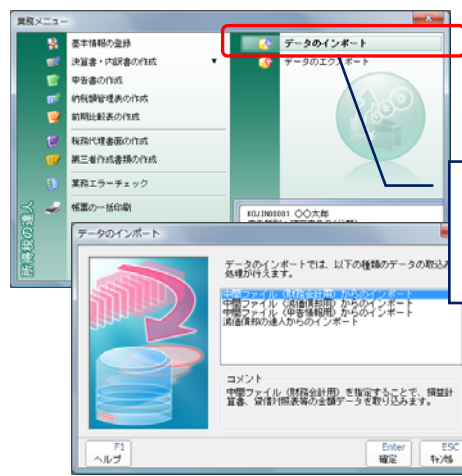 業務メニュー
基本情報の登録
決算書・内訳書の作成
申告書の作成
納税額管理表の作成
前期比較表の作成
税務代理書面の作成
第三者作成書類の作成
業務エラーチェック
帳票の一括印刷
所得税の達人
データのインポート
データのエクスポート
KOJIN00001 〇〇太郎
データのインポート
データのインポートでは、以下の種類のデータの取込み
処理が行えます。
中間ファイル（財務会計用）からのインポート
中間ファイル（減価償却用）からのインポート
中間ファイル（申告情報用）からのインポート
減価償却の達人からのインポート
コメント
中間ファイル（財務会計用）を指定することで、損益計
算書、貸借対照表等の金額データを取り込みます。
F1
ヘルプ
Enter
確定
ESC
ｷｬﾝｾﾙ